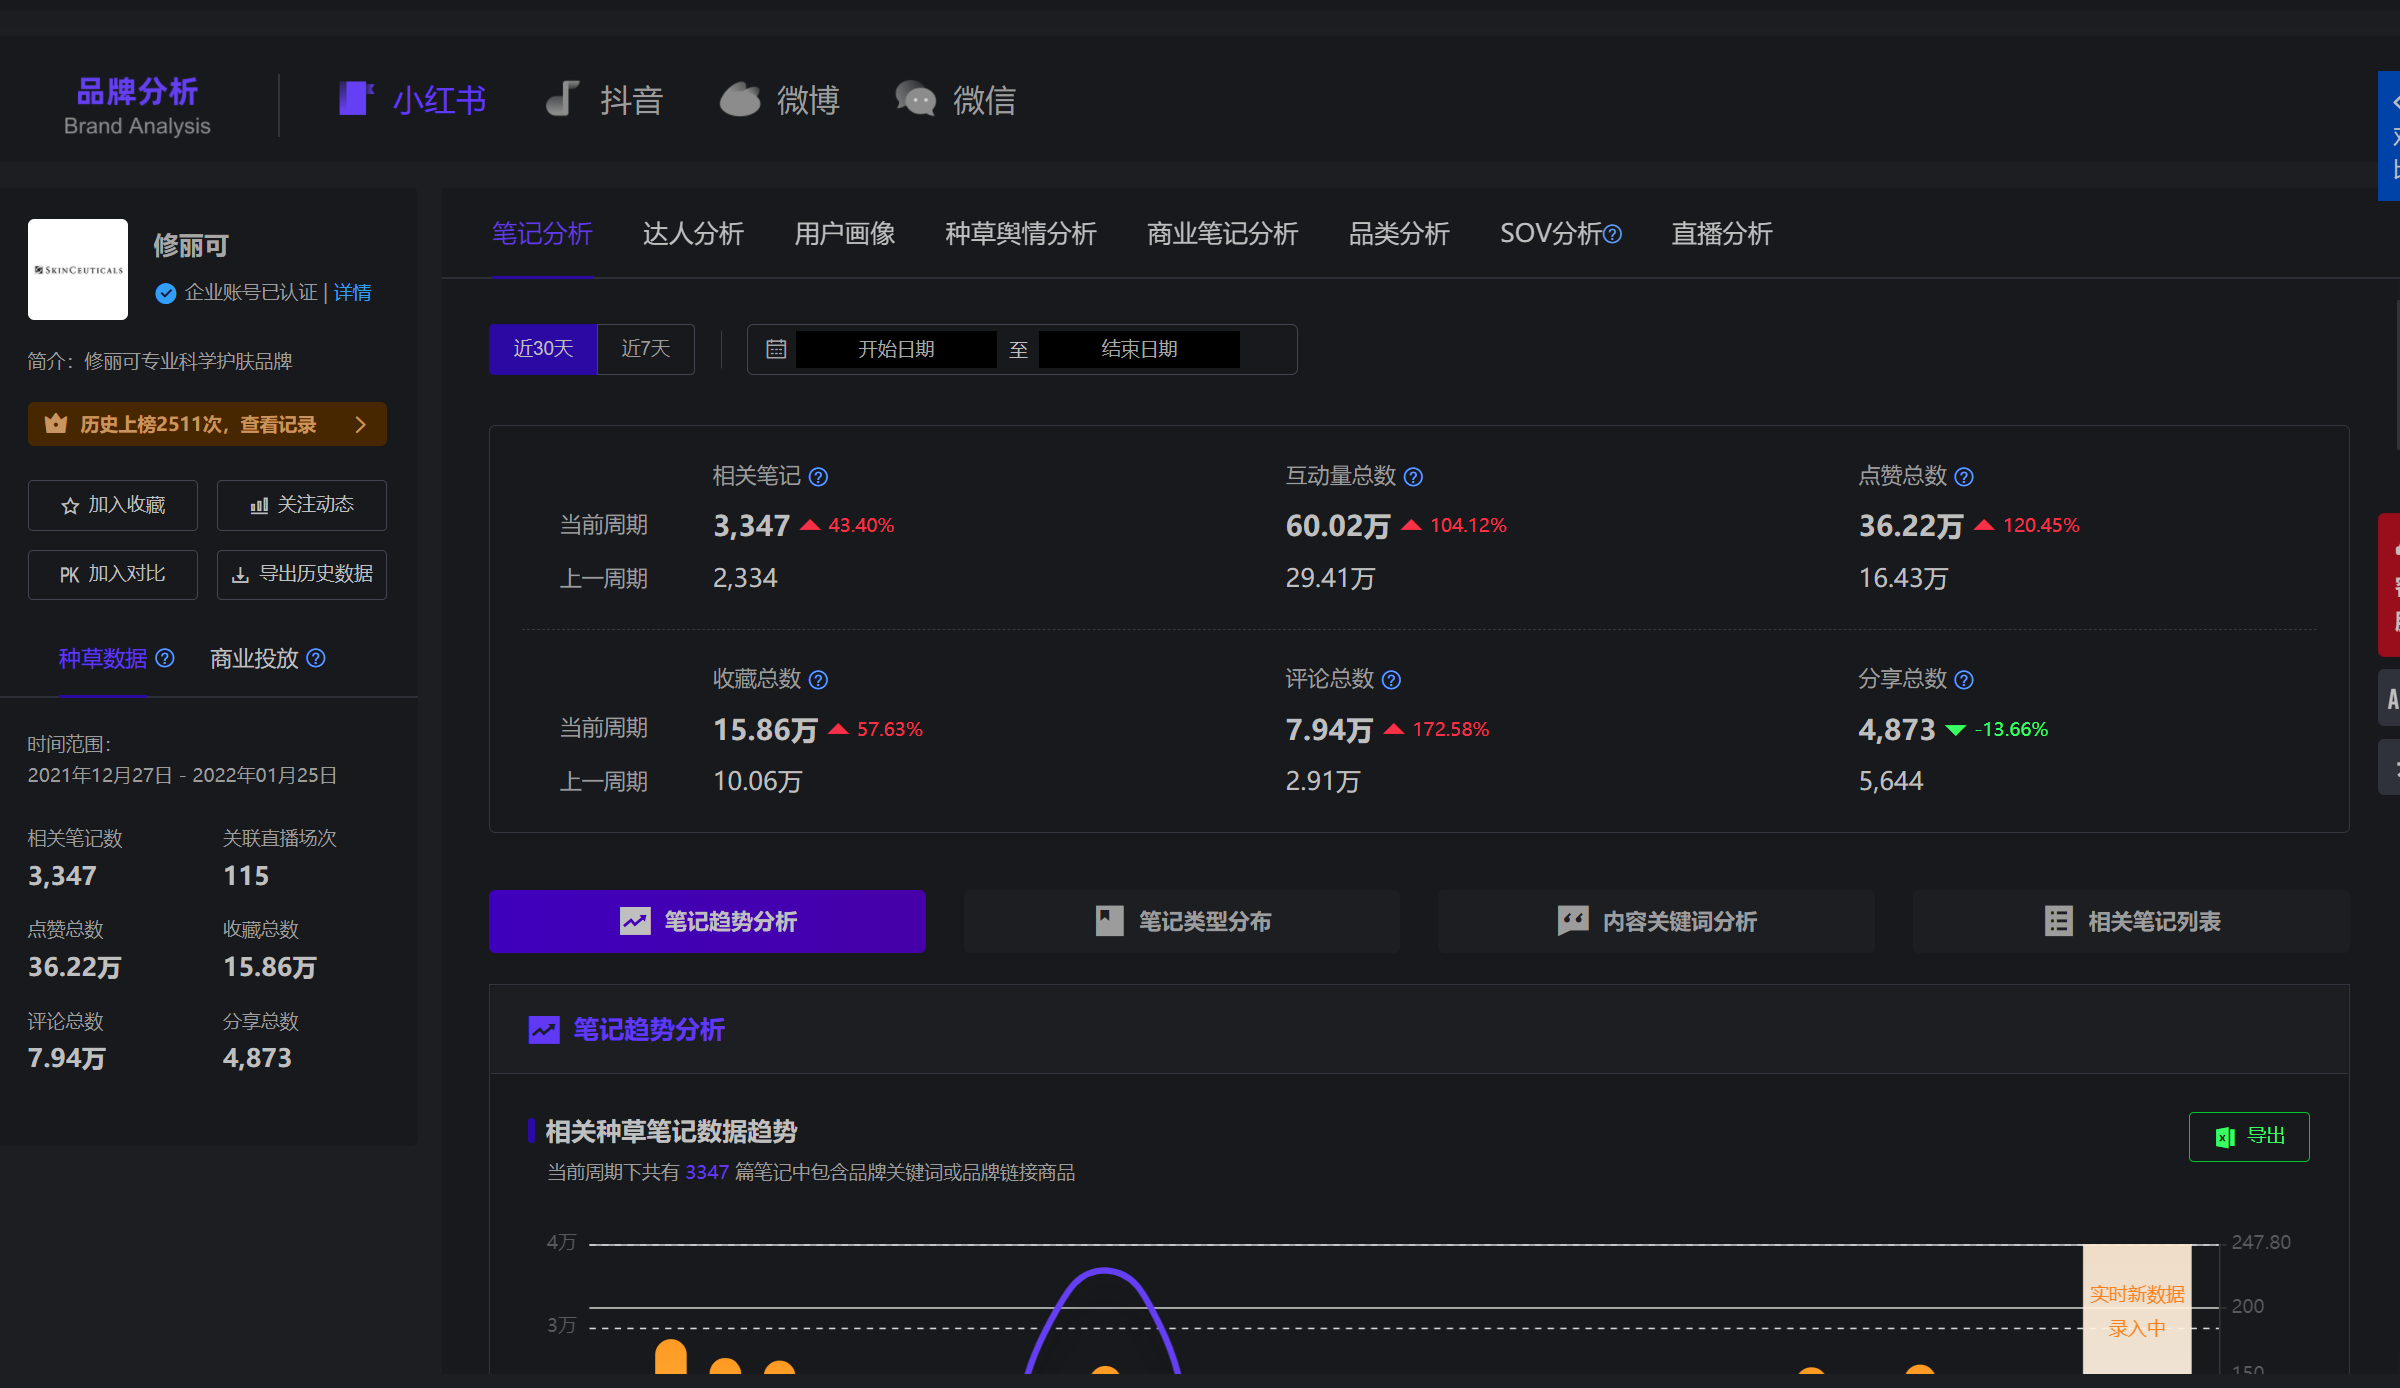 品牌分析
Brand Analysis
小红书
抖音
微博
微信
修丽可
SKINCEUTICALS
企业账号已认证 | 详情
简介：修丽可专业科学护肤品牌
历史上榜2511次，查看记录
加入收藏
关注动态
PK 加入对比
导出历史数据
种草数据
商业投放
时间范围：
2021年12月27日 - 2022年01月25日
相关笔记数
关联直播场次
3,347
115
点赞总数
收藏总数
36.22万
15.86万
评论总数
分享总数
7.94万
4,873
笔记分析
达人分析
用户画像
种草舆情分析
商业笔记分析
品类分析
SOV分析
直播分析
近30天
近7天
开始日期 至 结束日期
相关笔记
互动量总数
点赞总数
当前周期
3,347 43.40%
60.02万 104.12%
36.22万 120.45%
上一周期
2,334
29.41万
16.43万
收藏总数
评论总数
分享总数
当前周期
15.86万 57.63%
7.94万 172.58%
4,873 -13.66%
上一周期
10.06万
2.91万
5,644
笔记趋势分析
笔记类型分布
内容关键词分析
相关笔记列表
笔记趋势分析
相关种草笔记数据趋势
导出
当前周期下共有 3347 篇笔记中包含品牌关键词或品牌链接商品
4万
247.80
实时新数据
录入中
200
3万
150